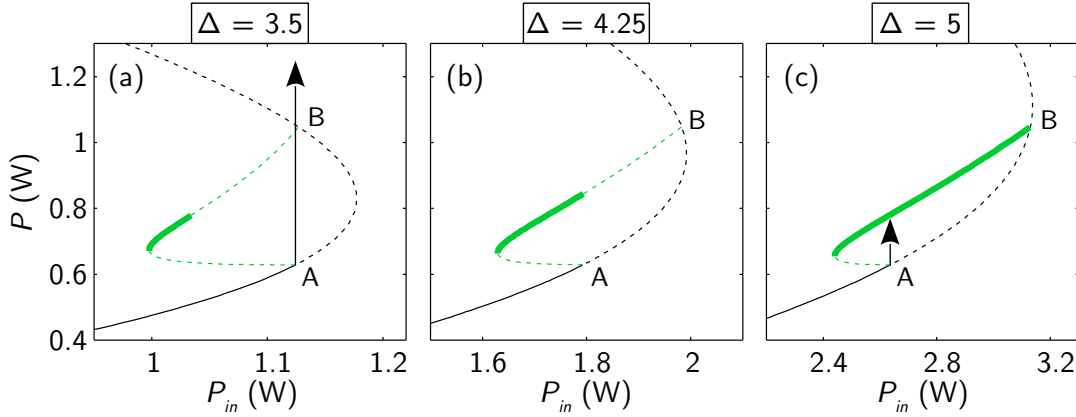 Δ = 3.5
Δ = 4.25
Δ = 5
(a)
(b)
(c)
B
B
B
A
A
A
P (W)
1.2
1
0.8
0.6
0.4
1
1.1
1.2
1.6
1.8
2
2.4
2.8
3.2
P_in (W)
P_in (W)
P_in (W)